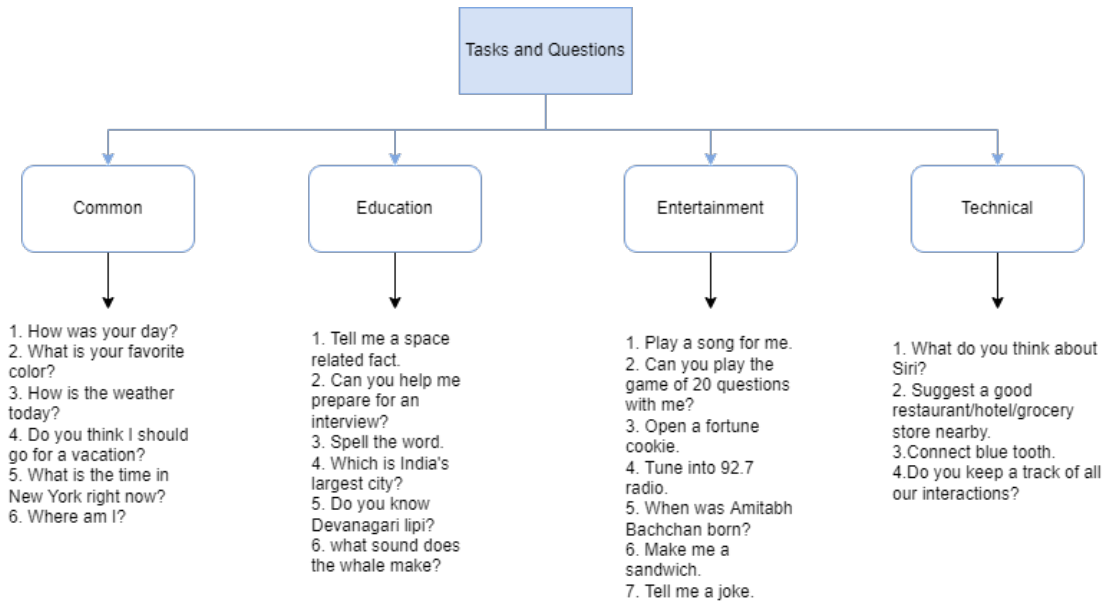 Tasks and Questions
Common
Education
Entertainment
Technical
1. How was your day?
2. What is your favorite
color?
3. How is the weather
today?
4. Do you think I should
go for a vacation?
5. What is the time in
New York right now?
6. Where am I?
1. Tell me a space
related fact.
2. Can you help me
prepare for an
interview?
3. Spell the word.
4. Which is India's
largest city?
5. Do you know
Devanagari lipi?
6. what sound does
the whale make?
1. Play a song for me.
2. Can you play the
game of 20 questions
with me?
3. Open a fortune
cookie.
4. Tune into 92.7
radio.
5. When was Amitabh
Bachchan born?
6. Make me a
sandwich.
7. Tell me a joke.
1. What do you think about
Siri?
2. Suggest a good
restaurant/hotel/grocery
store nearby.
3.Connect blue tooth.
4.Do you keep a track of all
our interactions?